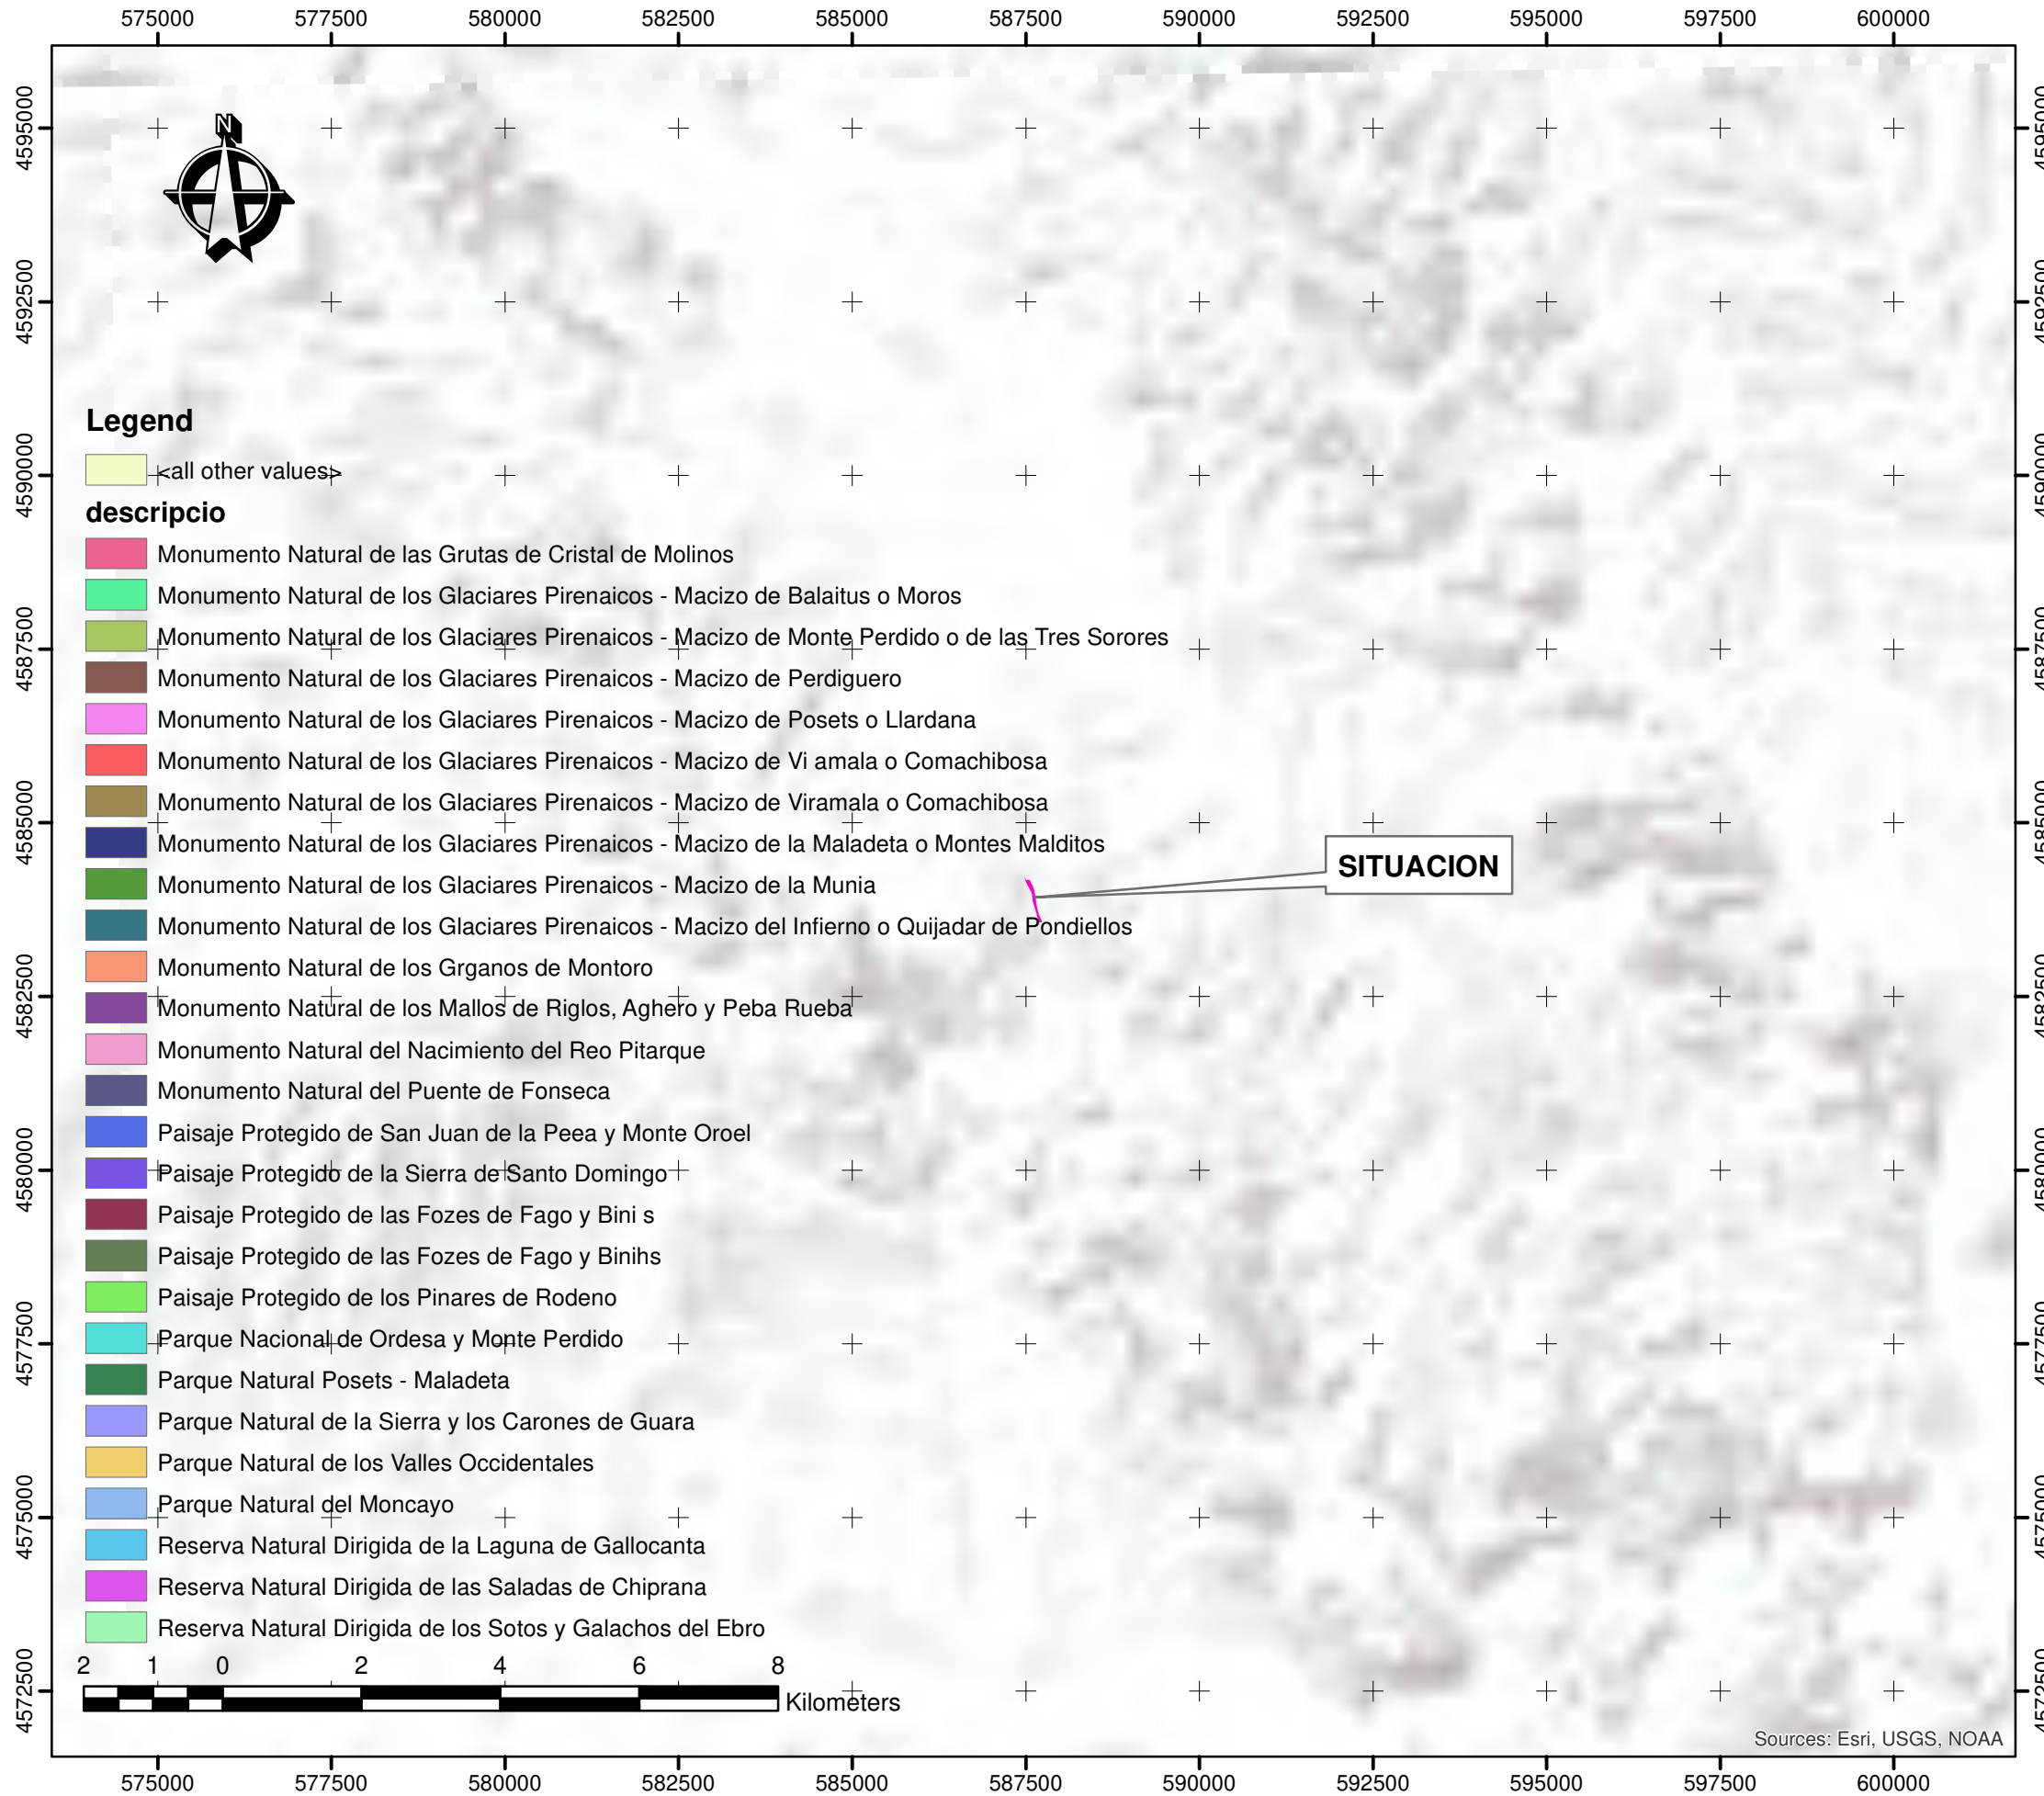 575000 577500 580000 582500 585000 587500 590000 592500 595000 597500 600000
N
4595000 4595000
4592500 4592500
Legend
4590000 <all other values> 4590000
descripcio
Monumento Natural de las Grutas de Cristal de Molinos
Monumento Natural de los Glaciares Pirenaicos - Macizo de Balaitus o Moros
4587500 Monumento Natural de los Glaciares Pirenaicos - Macizo de Monte Perdido o de las Tres Sorores 4587500
Monumento Natural de los Glaciares Pirenaicos - Macizo de Perdiguero
Monumento Natural de los Glaciares Pirenaicos - Macizo de Posets o Llardana
Monumento Natural de los Glaciares Pirenaicos - Macizo de Vi amala o Comachibosa
Monumento Natural de los Glaciares Pirenaicos - Macizo de Viramala o Comachibosa
4585000 Monumento Natural de los Glaciares Pirenaicos - Macizo de la Maladeta o Montes Malditos 4585000
SITUACION
Monumento Natural de los Glaciares Pirenaicos - Macizo de la Munia
Monumento Natural de los Glaciares Pirenaicos - Macizo del Infierno o Quijadar de Pondiellos
Monumento Natural de los Grganos de Montoro
4582500 Monumento Natural de los Mallos de Riglos, Aghero y Peba Rueba 4582500
Monumento Natural del Nacimiento del Reo Pitarque
Monumento Natural del Puente de Fonseca
Paisaje Protegido de San Juan de la Peea y Monte Oroel
4580000 Paisaje Protegido de la Sierra de Santo Domingo 4580000
Paisaje Protegido de las Fozes de Fago y Bini s
Paisaje Protegido de las Fozes de Fago y Binihs
Paisaje Protegido de los Pinares de Rodeno
4577500 Parque Nacional de Ordesa y Monte Perdido 4577500
Parque Natural Posets - Maladeta
Parque Natural de la Sierra y los Carones de Guara
Parque Natural de los Valles Occidentales
4575000 Parque Natural del Moncayo 4575000
Reserva Natural Dirigida de la Laguna de Gallocanta
Reserva Natural Dirigida de las Saladas de Chiprana
Reserva Natural Dirigida de los Sotos y Galachos del Ebro
2 1 0 2 4 6 8
4572500 Kilometers 4572500
Sources: Esri, USGS, NOAA
575000 577500 580000 582500 585000 587500 590000 592500 595000 597500 600000